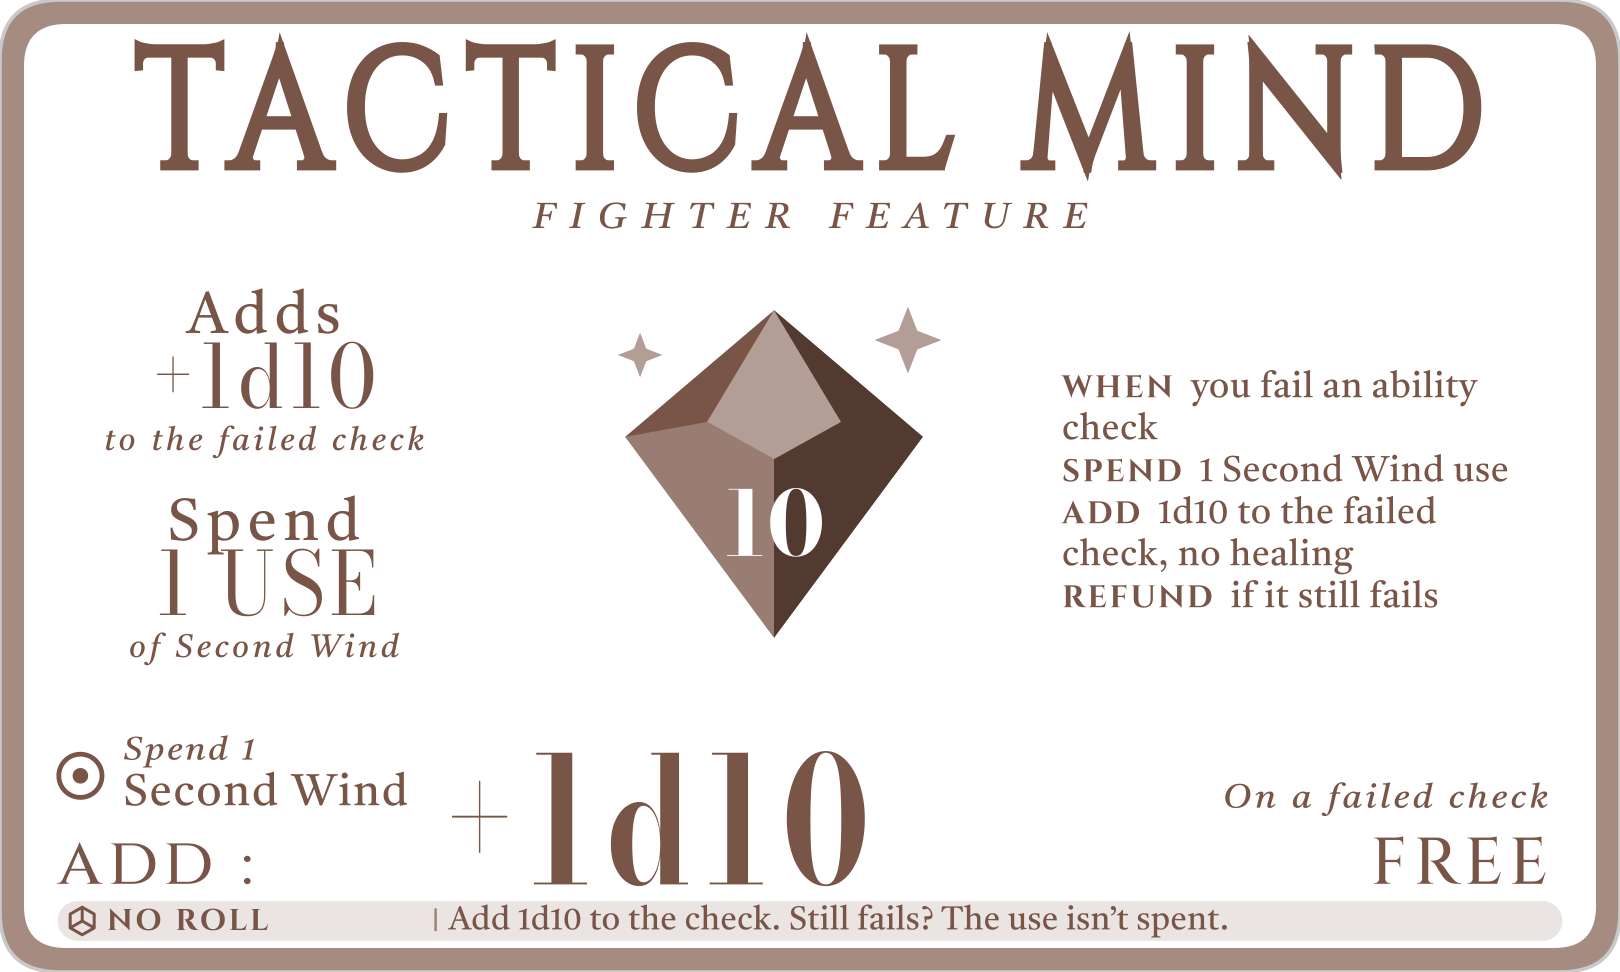 TACTICAL MIND
FIGHTER FEATURE
Adds
+1d10
to the failed check
Spend
1 USE
of Second Wind
10
WHEN you fail an ability
check
SPEND 1 Second Wind use
ADD 1d10 to the failed
check, no healing
REFUND if it still fails
Spend 1
Second Wind
ADD :
+1d10
On a failed check
FREE
NO ROLL | Add 1d10 to the check. Still fails? The use isn’t spent.